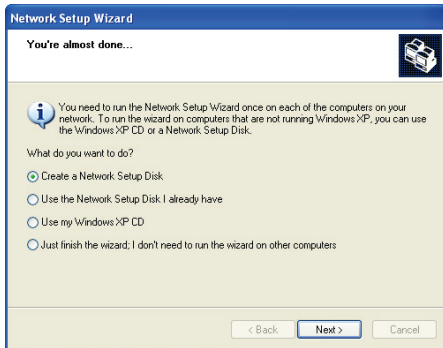 Network Setup Wizard
You're almost done...
You need to run the Network Setup Wizard once on each of the computers on your
network. To run the wizard on computers that are not running Windows XP, you can use
the Windows XP CD or a Network Setup Disk.
What do you want to do?
Create a Network Setup Disk
Use the Network Setup Disk I already have
Use my Windows XP CD
Just finish the wizard; I don't need to run the wizard on other computers
< Back Next > Cancel